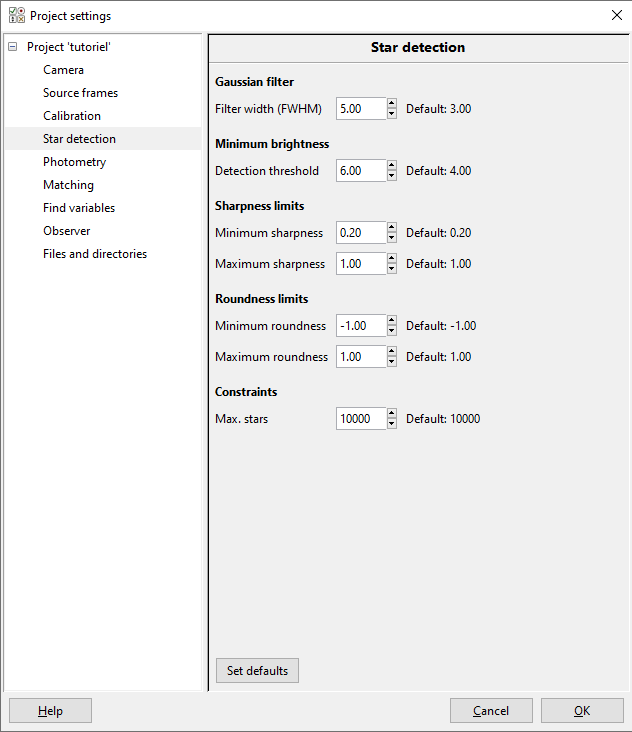 Project settings
Project 'tutoriel'
Camera
Source frames
Calibration
Star detection
Photometry
Matching
Find variables
Observer
Files and directories
Star detection
Gaussian filter
Filter width (FWHM) 5.00 Default: 3.00
Minimum brightness
Detection threshold 6.00 Default: 4.00
Sharpness limits
Minimum sharpness 0.20 Default: 0.20
Maximum sharpness 1.00 Default: 1.00
Roundness limits
Minimum roundness -1.00 Default: -1.00
Maximum roundness 1.00 Default: 1.00
Constraints
Max. stars 10000 Default: 10000
Set defaults
Help Cancel OK